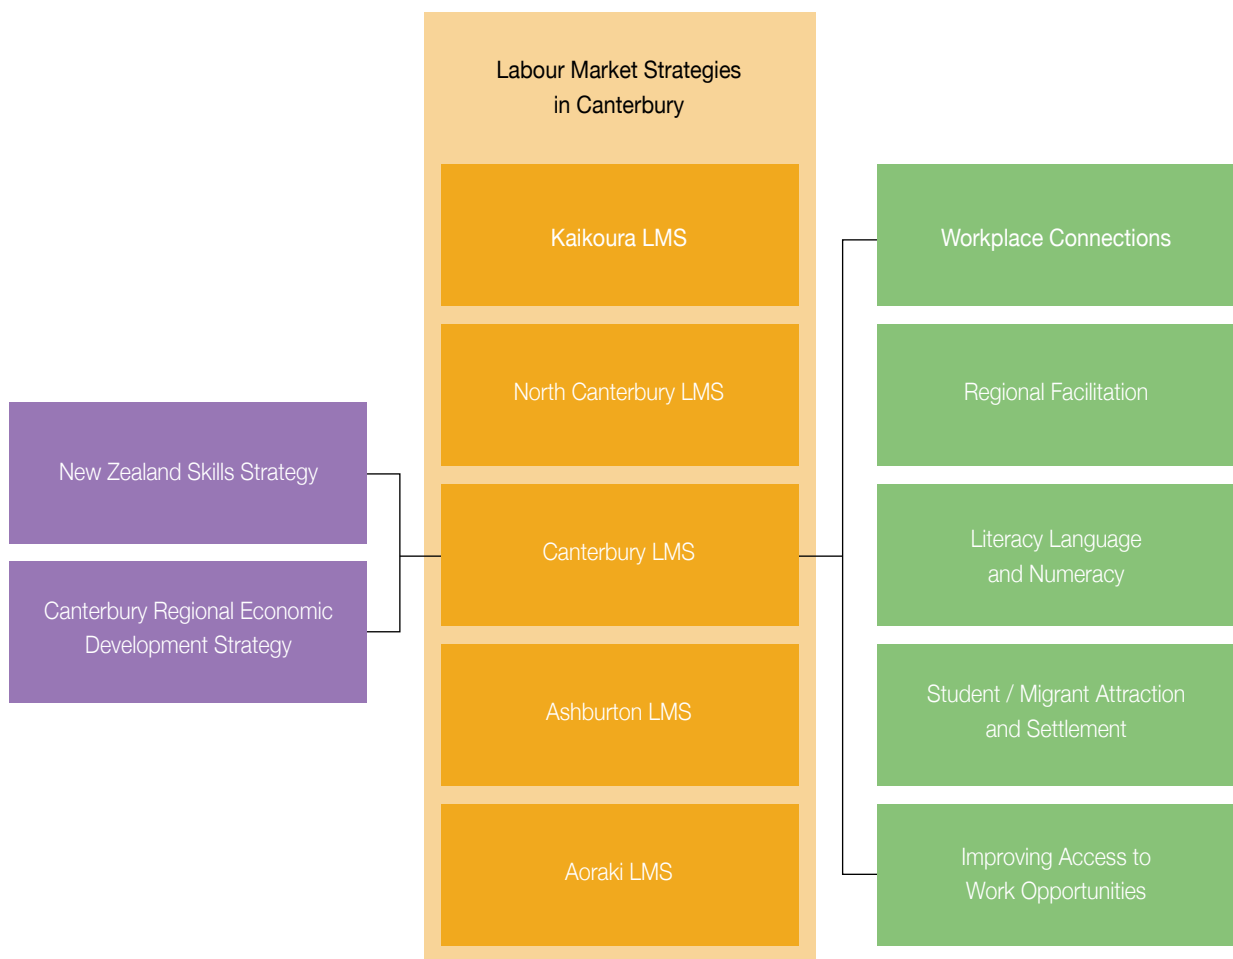 Labour Market Strategies
in Canterbury
Kaikoura LMS
North Canterbury LMS
Canterbury LMS
Ashburton LMS
Aoraki LMS
New Zealand Skills Strategy
Canterbury Regional Economic
Development Strategy
Workplace Connections
Regional Facilitation
Literacy Language
and Numeracy
Student / Migrant Attraction
and Settlement
Improving Access to
Work Opportunities